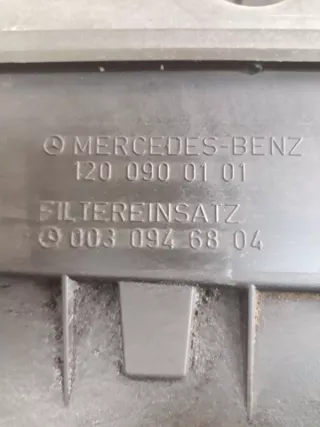 MERCEDES-BENZ
120 090 01 01
FILTEREINSATZ
003 094 68 04